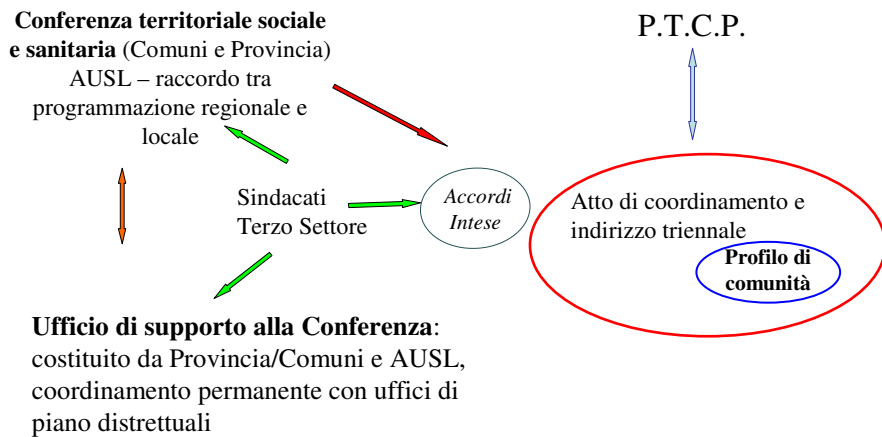 Conferenza territoriale sociale
e sanitaria (Comuni e Provincia)
AUSL – raccordo tra
programmazione regionale e
locale
P.T.C.P.
Sindacati
Terzo Settore
Accordi
Intese
Atto di coordinamento e
indirizzo triennale
Profilo di
comunità
Ufficio di supporto alla Conferenza:
costituito da Provincia/Comuni e AUSL,
coordinamento permanente con uffici di
piano distrettuali